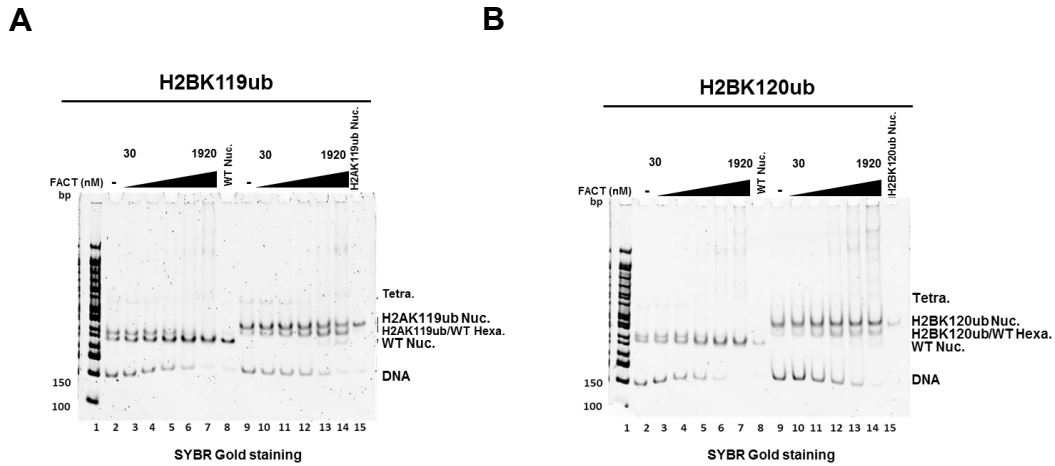 A
H2BK119ub
30 1920 WT Nuc. 30 1920 H2AK119ub Nuc.
FACT (nM) - -
bp
Tetra.
H2AK119ub Nuc.
H2AK119ub/WT Hexa.
WT Nuc.
DNA
150
100
1 2 3 4 5 6 7 8 9 10 11 12 13 14 15
SYBR Gold staining
B
H2BK120ub
30 1920 WT Nuc. 30 1920 H2BK120ub Nuc.
FACT (nM) - -
bp
Tetra.
H2BK120ub Nuc.
H2BK120ub/WT Hexa.
WT Nuc.
DNA
150
100
1 2 3 4 5 6 7 8 9 10 11 12 13 14 15
SYBR Gold staining